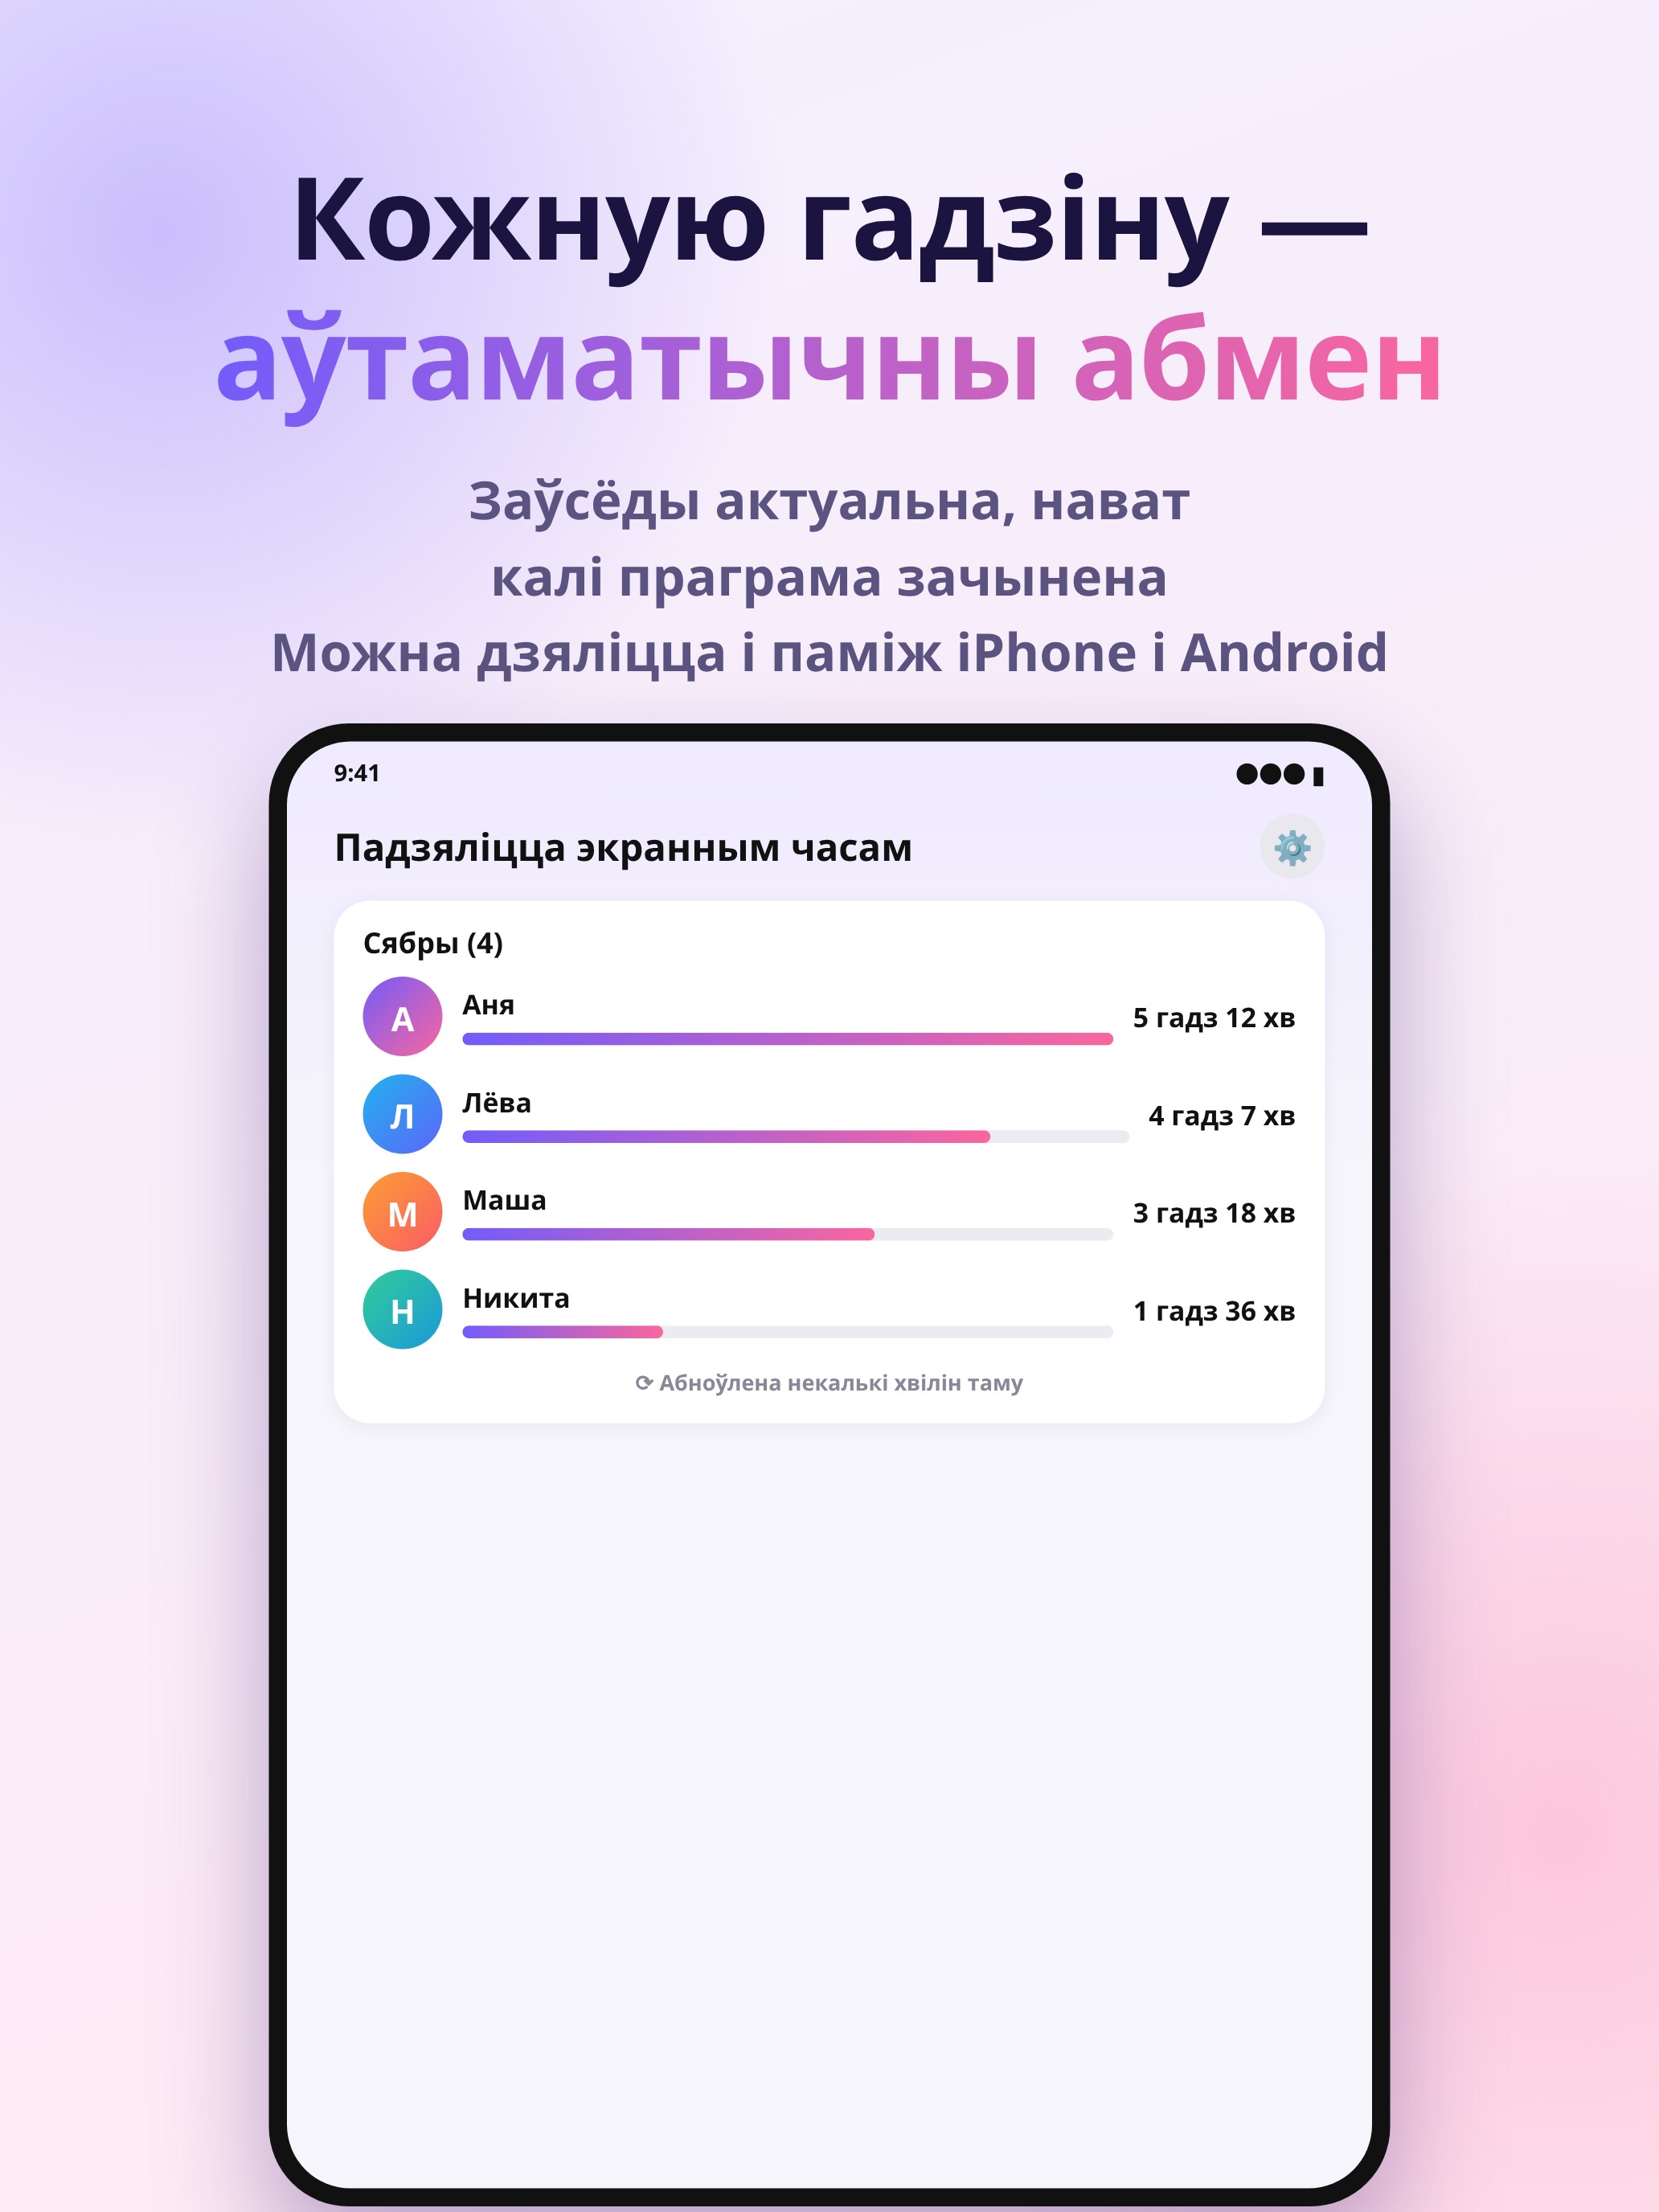 Кожную гадзіну —
аўтаматычны абмен
Заўсёды актуальна, нават
калі праграма зачынена
Можна дзяліцца і паміж iPhone і Android
9:41
Падзяліцца экранным часам
Сябры (4)
А
Аня
5 гадз 12 хв
Л
Лёва
4 гадз 7 хв
М
Маша
3 гадз 18 хв
Н
Никита
1 гадз 36 хв
⟳ Абноўлена некалькі хвілін таму